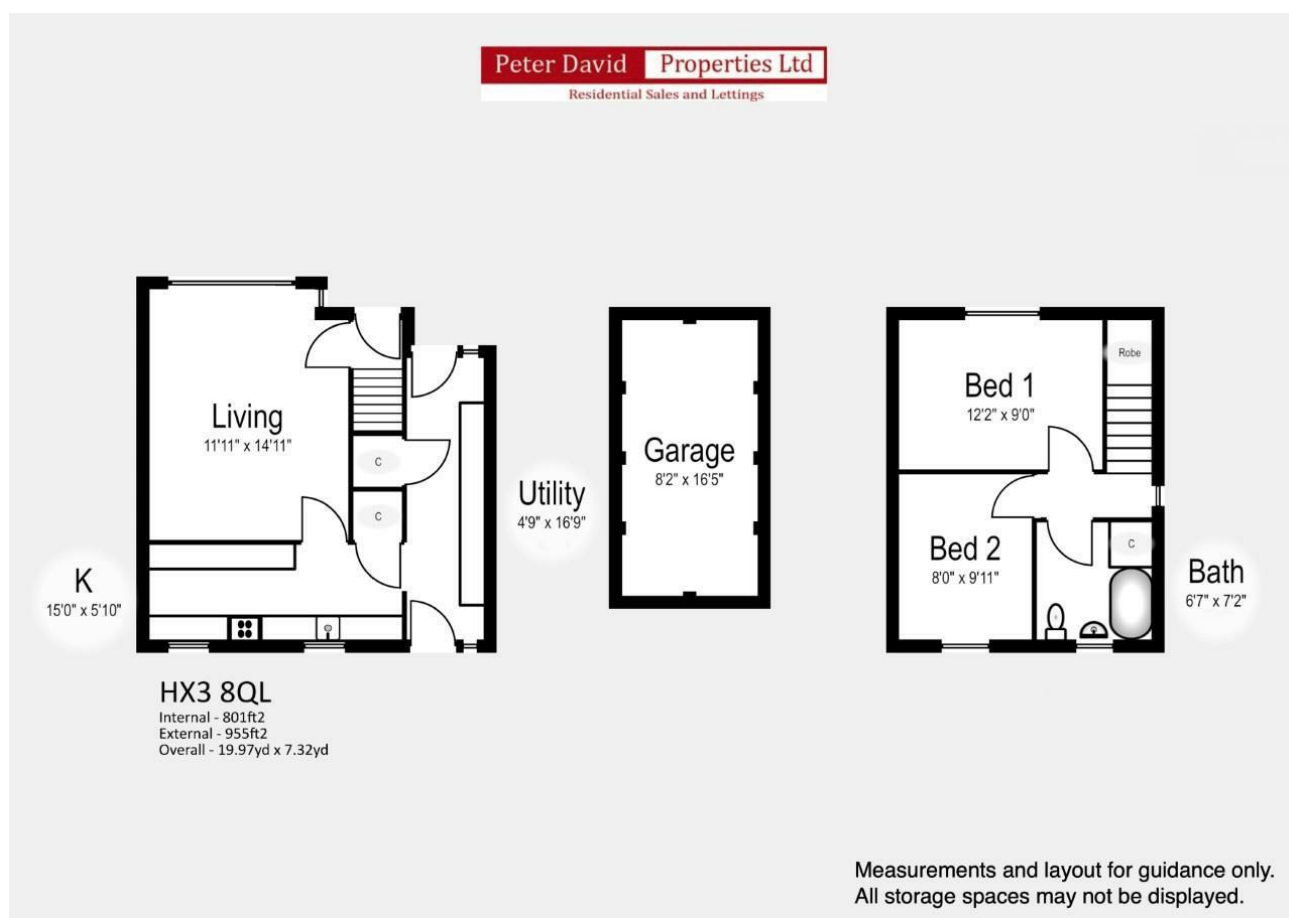 Peter David Properties Ltd
Residential Sales and Lettings
Living
11'11" x 14'11"
C
C
K
15'0" x 5'10"
Utility
4'9" x 16'9"
Garage
8'2" x 16'5"
Bed 1
12'2" x 9'0"
Robe
Bed 2
8'0" x 9'11"
C
Bath
6'7" x 7'2"
HX3 8QL
Internal - 801ft2
External - 955ft2
Overall - 19.97yd x 7.32yd
Measurements and layout for guidance only.
All storage spaces may not be displayed.